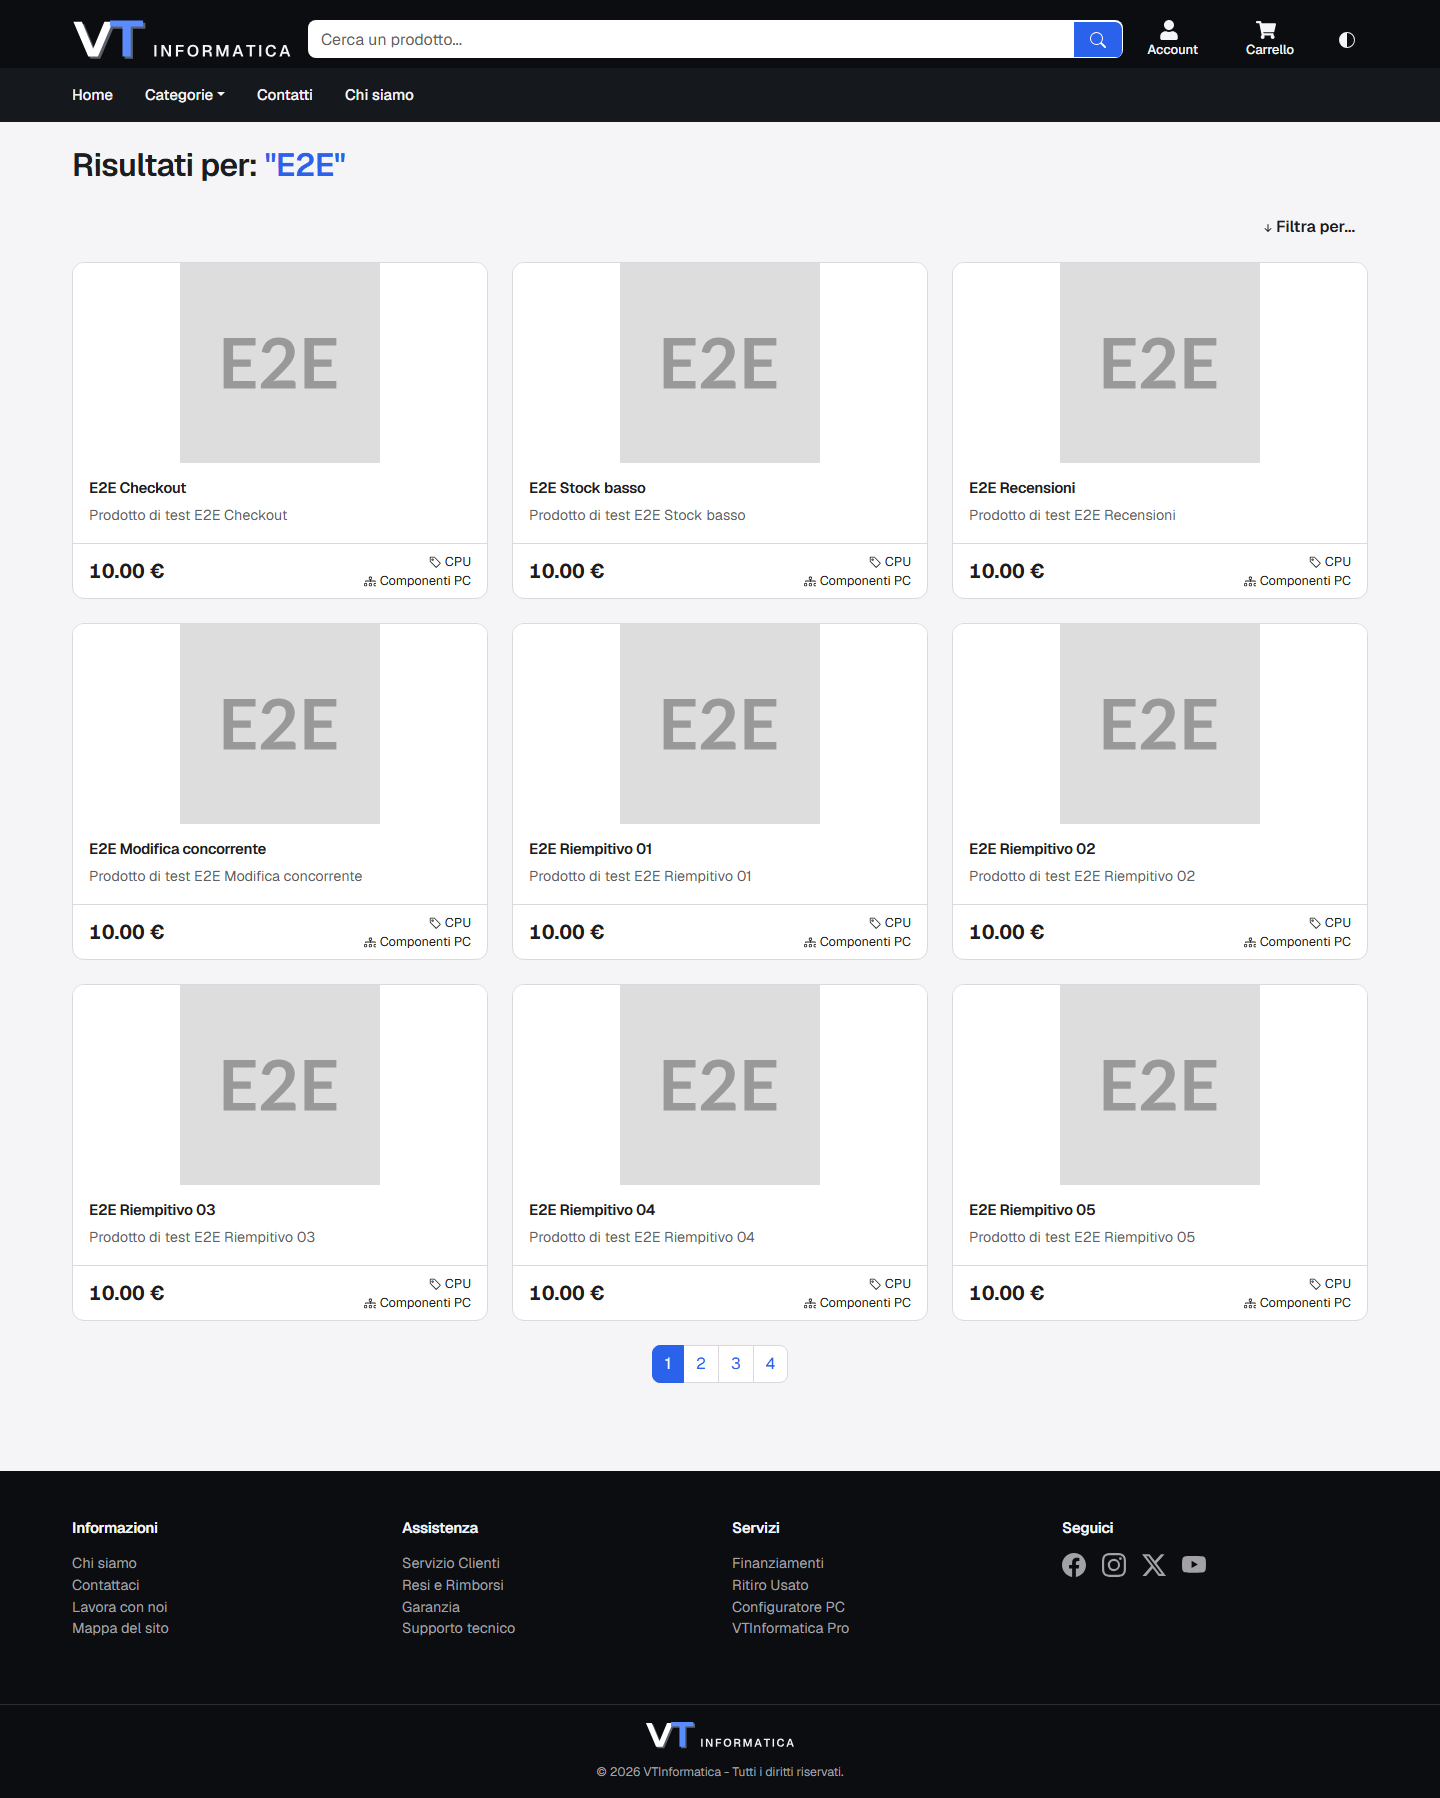 VT INFORMATICA
Cerca un prodotto...
Account
Carrello
Home
Categorie
Contatti
Chi siamo
Risultati per: "E2E"
↓ Filtra per...
E2E
E2E
E2E
E2E Checkout
Prodotto di test E2E Checkout
10.00 €
CPU
Componenti PC
E2E Stock basso
Prodotto di test E2E Stock basso
10.00 €
CPU
Componenti PC
E2E Recensioni
Prodotto di test E2E Recensioni
10.00 €
CPU
Componenti PC
E2E
E2E
E2E
E2E Modifica concorrente
Prodotto di test E2E Modifica concorrente
10.00 €
CPU
Componenti PC
E2E Riempitivo 01
Prodotto di test E2E Riempitivo 01
10.00 €
CPU
Componenti PC
E2E Riempitivo 02
Prodotto di test E2E Riempitivo 02
10.00 €
CPU
Componenti PC
E2E
E2E
E2E
E2E Riempitivo 03
Prodotto di test E2E Riempitivo 03
10.00 €
CPU
Componenti PC
E2E Riempitivo 04
Prodotto di test E2E Riempitivo 04
10.00 €
CPU
Componenti PC
E2E Riempitivo 05
Prodotto di test E2E Riempitivo 05
10.00 €
CPU
Componenti PC
1 2 3 4
Informazioni
Chi siamo
Contattaci
Lavora con noi
Mappa del sito
Assistenza
Servizio Clienti
Resi e Rimborsi
Garanzia
Supporto tecnico
Servizi
Finanziamenti
Ritiro Usato
Configuratore PC
VTInformatica Pro
Seguici
VT INFORMATICA
© 2026 VTInformatica - Tutti i diritti riservati.